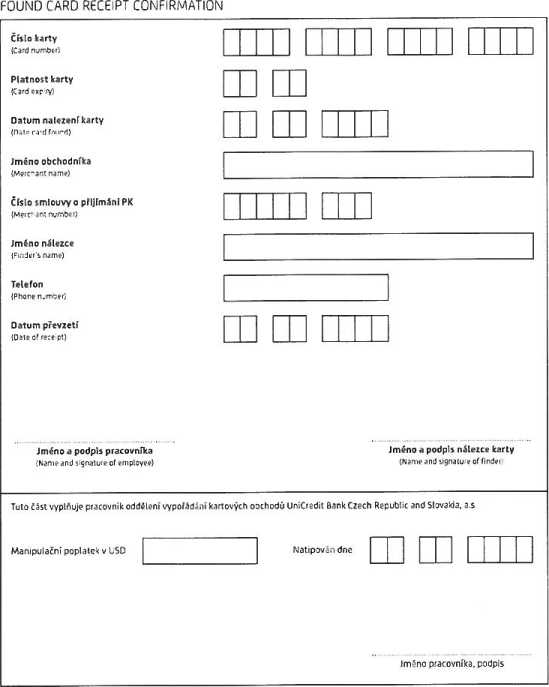 FOUND CARD RECEIPT CONFIRMATION
Číslo karty
(Card number)
Platnost karty
(Card expiry)
Datum nalezení karty
(Date card found)
Jméno obchodníka
(Merchant name)
Číslo smlouvy o přijímání PK
(Merchant number)
Jméno nálezce
(Finder's name)
Telefon
(Phone number)
Datum převzetí
(Date of receipt)
Jméno a podpis pracovníka
(Name and signature of employee)
Jméno a podpis nálezce karty
(Name and signature of finder)
Tuto část vyplňuje pracovník oddělení vypořádání kartových obchodů UniCredit Bank Czech Republic and Slovakia, a.s.
Manipulační poplatek v USD
Natipován dne
Jméno pracovníka, podpis